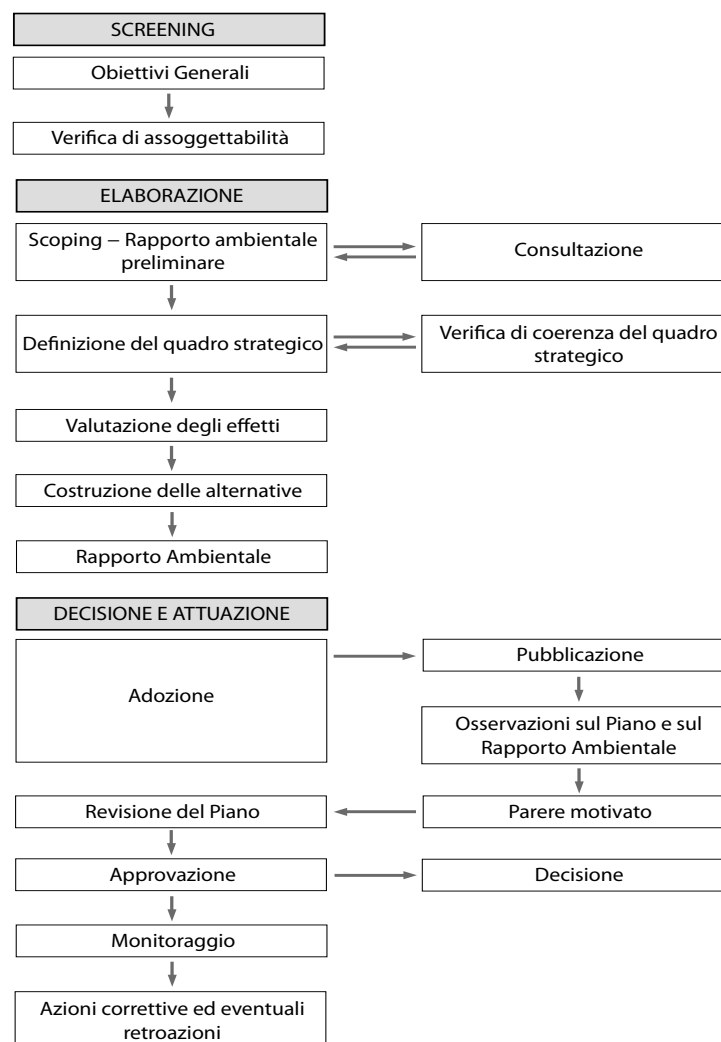 SCREENING
Obiettivi Generali
Verifica di assoggettabilità
ELABORAZIONE
Scoping – Rapporto ambientale
preliminare
Consultazione
Definizione del quadro strategico
Verifica di coerenza del quadro
strategico
Valutazione degli effetti
Costruzione delle alternative
Rapporto Ambientale
DECISIONE E ATTUAZIONE
Adozione
Pubblicazione
Osservazioni sul Piano e sul
Rapporto Ambientale
Revisione del Piano
Parere motivato
Approvazione
Decisione
Monitoraggio
Azioni correttive ed eventuali
retroazioni